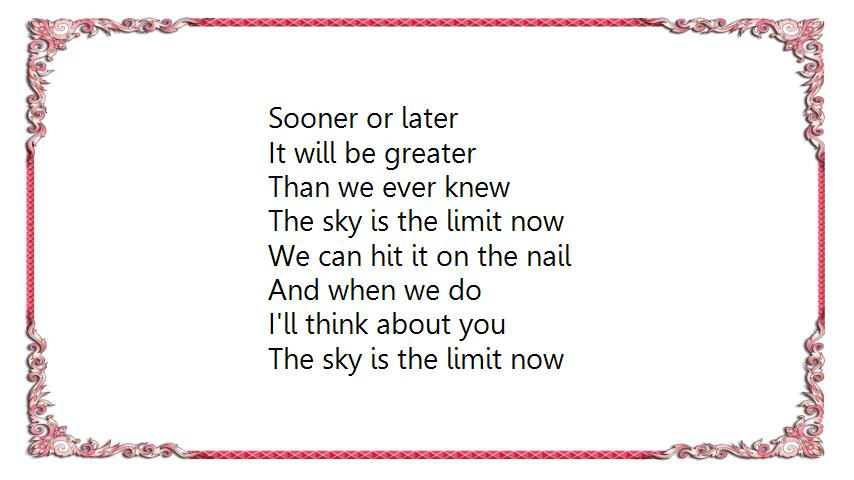 Sooner or later
It will be greater
Than we ever knew
The sky is the limit now
We can hit it on the nail
And when we do
I'll think about you
The sky is the limit now